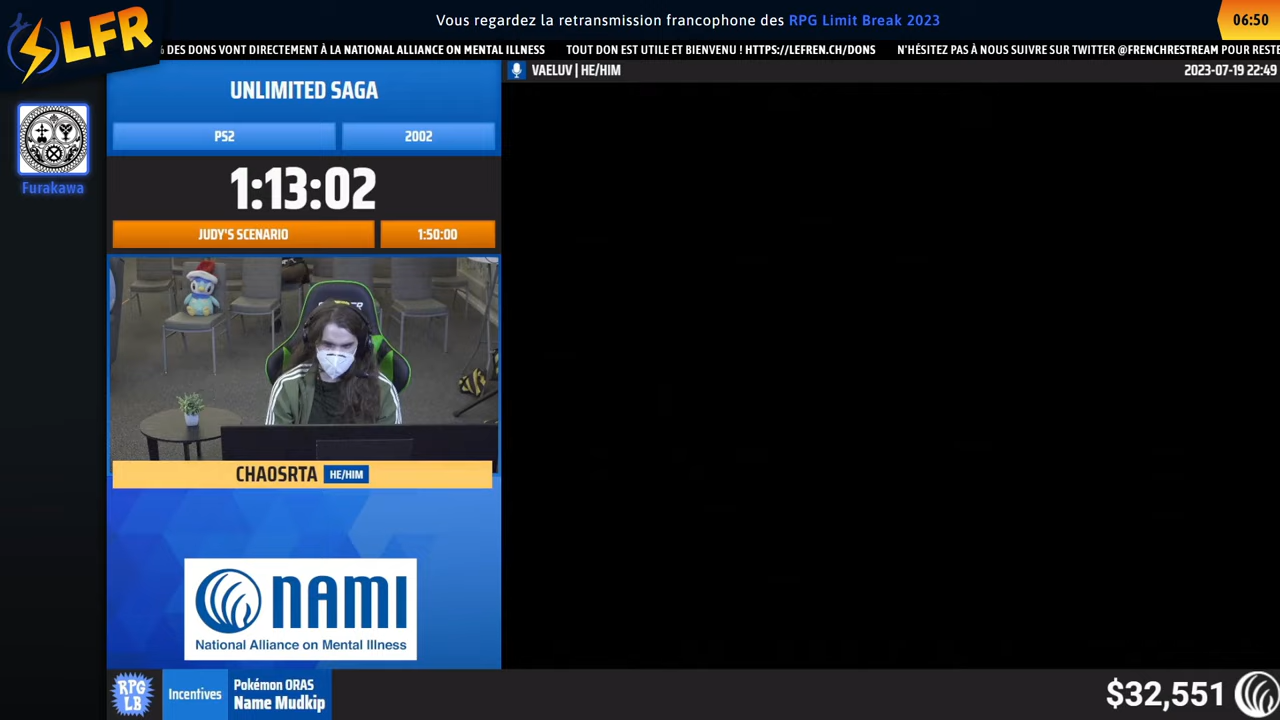 LFR
Vous regardez la retransmission francophone des RPG Limit Break 2023
06:50
% DES DONS VONT DIRECTEMENT À LA NATIONAL ALLIANCE ON MENTAL ILLNESS TOUT DON EST UTILE ET BIENVENU ! HTTPS://LEFREN.CH/DONS N'HÉSITEZ PAS À NOUS SUIVRE SUR TWITTER @FRENCHRESTREAM POUR RESTE
VAELUV | HE/HIM
2023-07-19 22:49
UNLIMITED SAGA
PS2
2002
1:13:02
JUDY'S SCENARIO
1:50:00
Furakawa
CHA0SRTA HE/HIM
NAMI
National Alliance on Mental Illness
RPG
LB
Incentives
Pokémon ORAS
Name Mudkip
$32,551